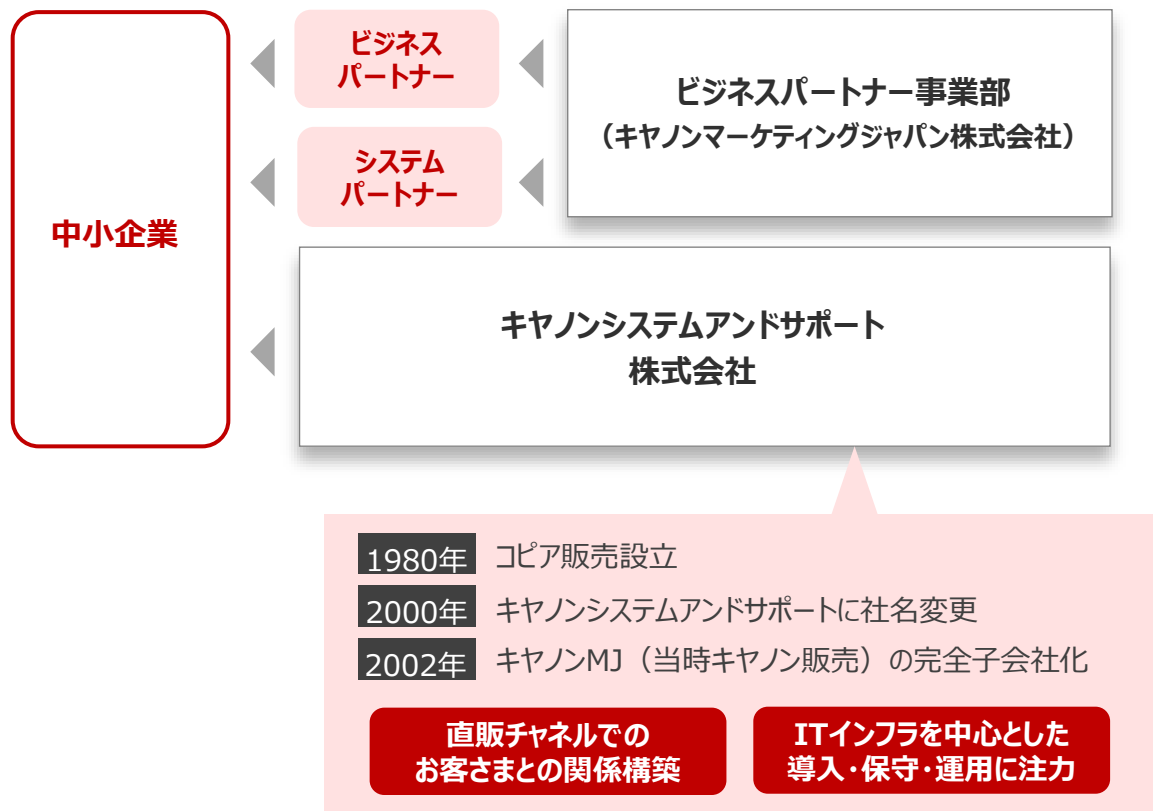 中小企業
ビジネス
パートナー
システム
パートナー
ビジネスパートナー事業部
（キヤノンマーケティングジャパン株式会社）
キヤノンシステムアンドサポート
株式会社
1980年 コピア販売設立
2000年 キヤノンシステムアンドサポートに社名変更
2002年 キヤノンMJ（当時キヤノン販売）の完全子会社化
直販チャネルでの
お客さまとの関係構築
ITインフラを中心とした
導入・保守・運用に注力